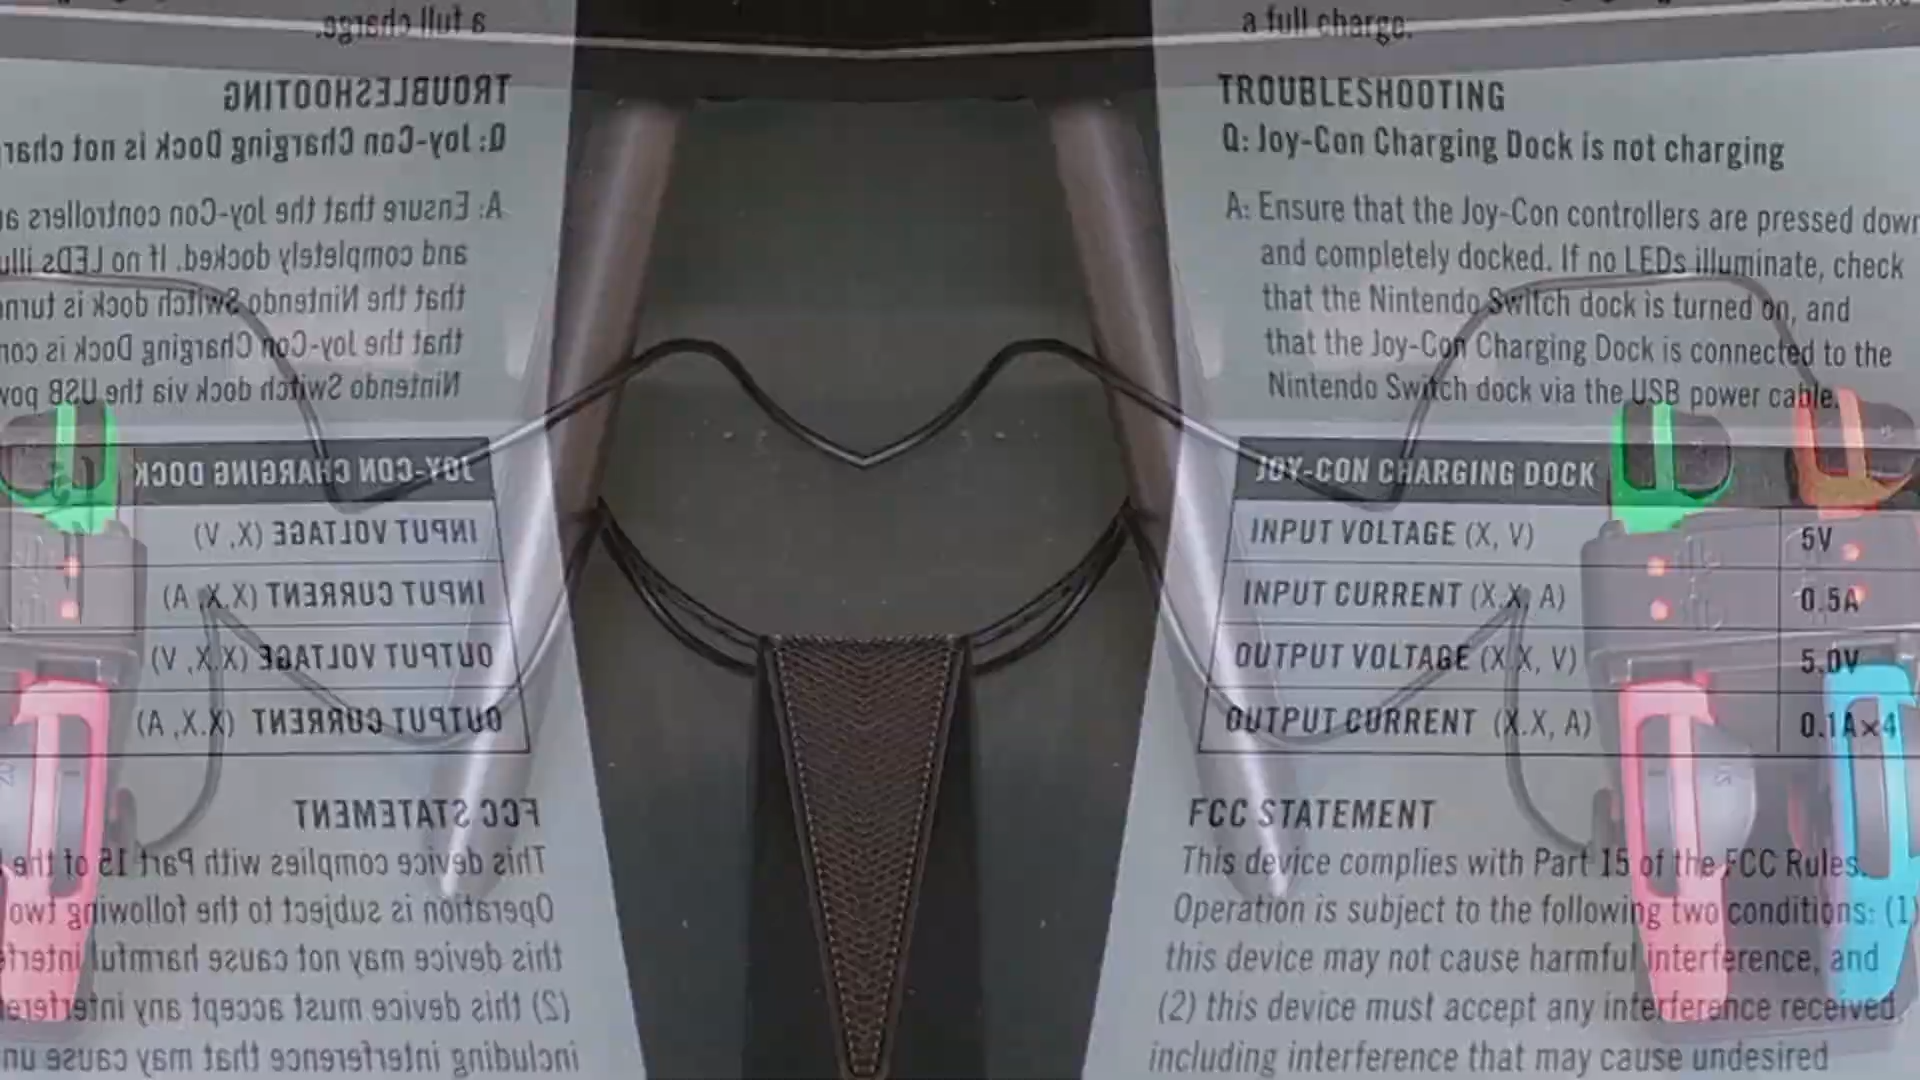 a full charge.
TROUBLESHOOTING
Q: Joy-Con Charging Dock is not charging
A: Ensure that the Joy-Con controllers are pressed down
and completely docked. If no LEDs illuminate, check
that the Nintendo Switch dock is turned on, and
that the Joy-Con Charging Dock is connected to the
Nintendo Switch dock via the USB power cable.
JOY-CON CHARGING DOCK
INPUT VOLTAGE (X, V) 5V
INPUT CURRENT (X.X, A) 0.5A
OUTPUT VOLTAGE (X.X, V) 5.0V
OUTPUT CURRENT (X.X, A) 0.1A×4
FCC STATEMENT
This device complies with Part 15 of the FCC Rules.
Operation is subject to the following two conditions: (1)
this device may not cause harmful interference, and
(2) this device must accept any interference received,
including interference that may cause undesired